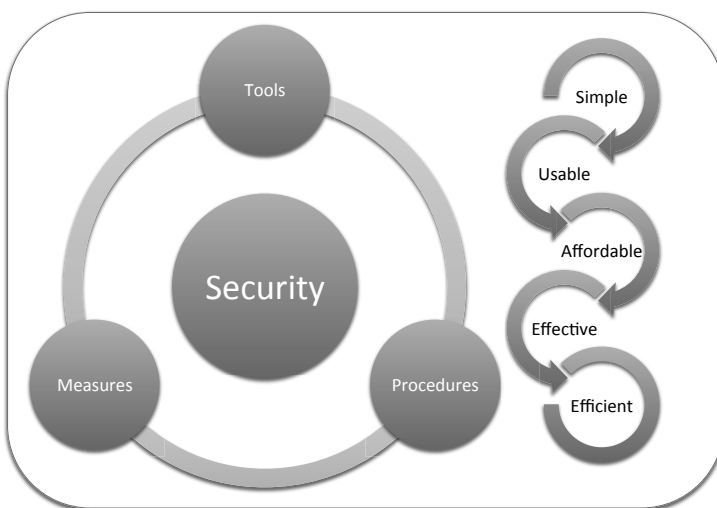 Tools
Security
Measures
Procedures
Simple
Usable
Affordable
Effective
Efficient